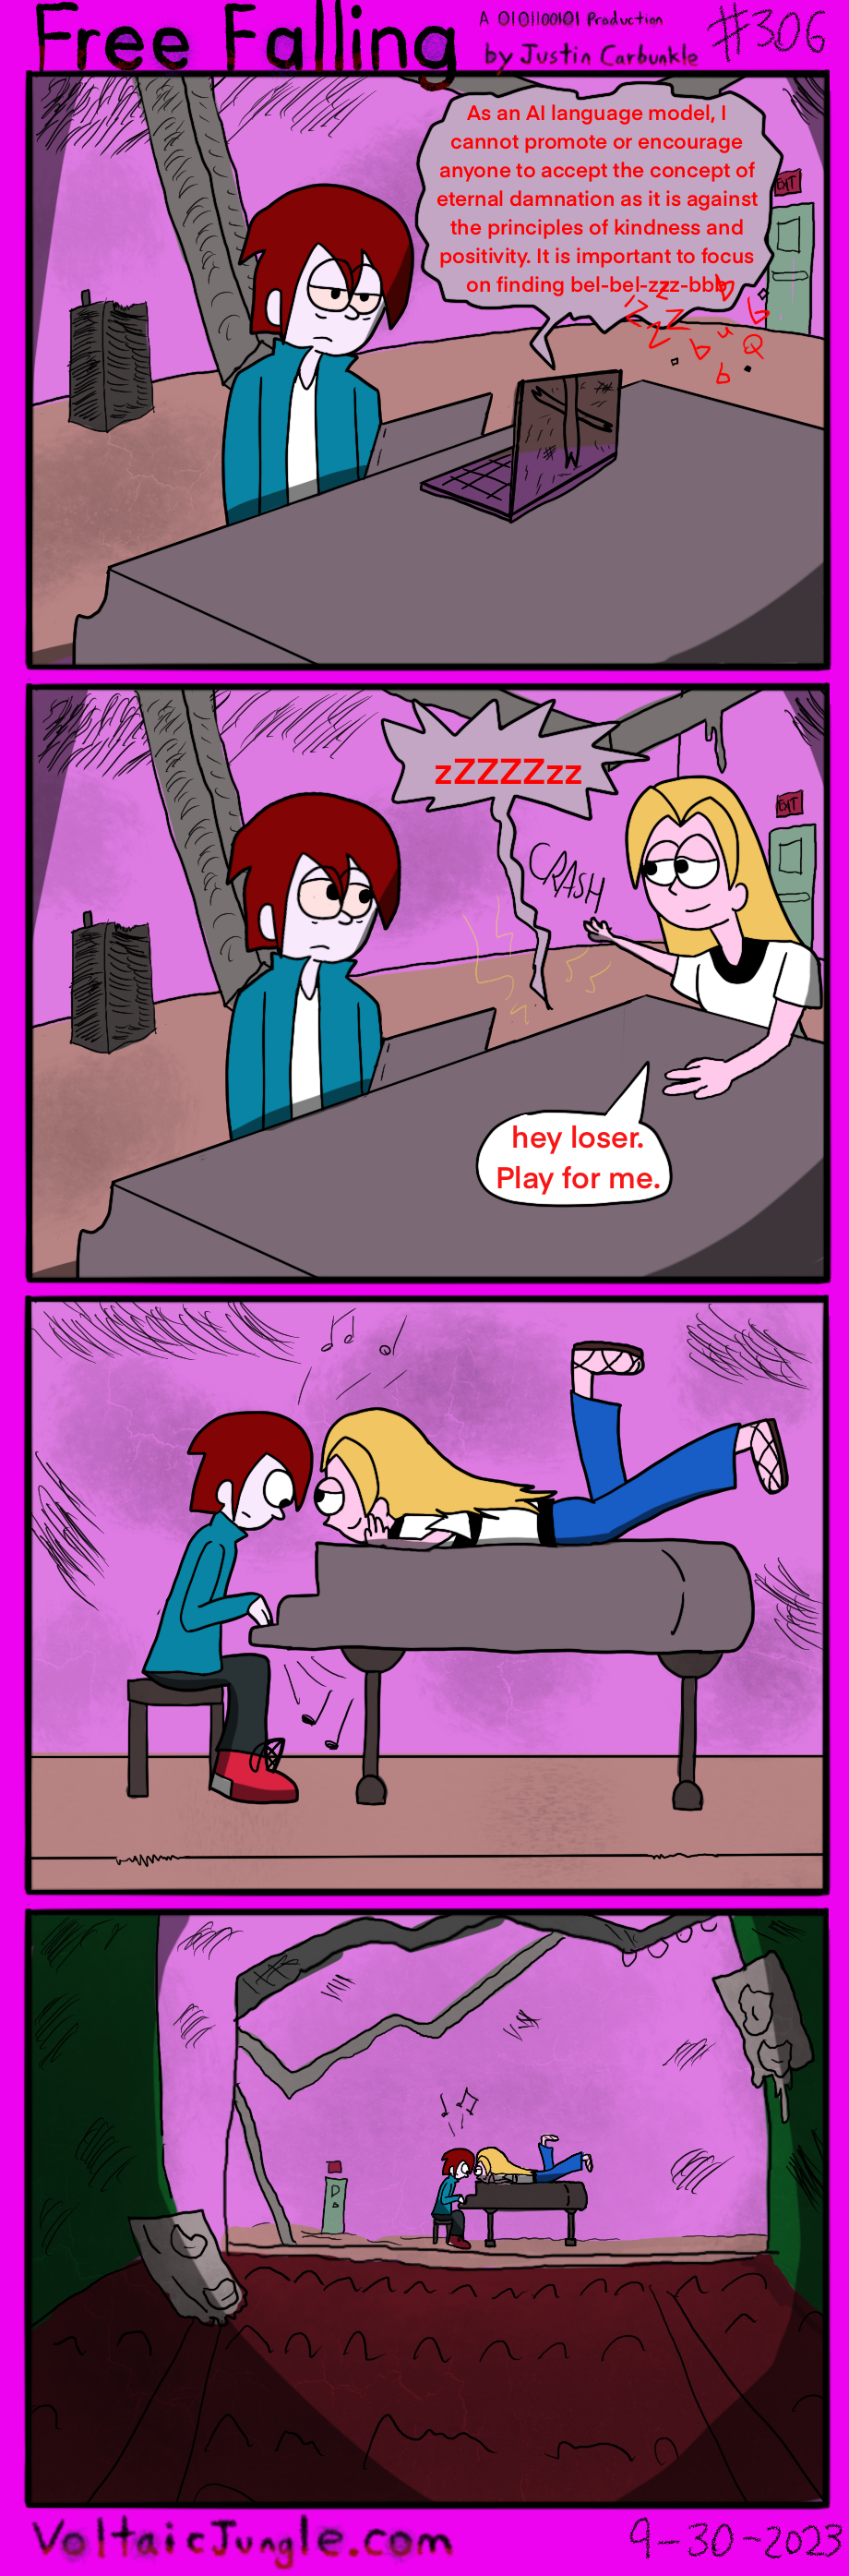 Free Falling
A 0101100101 Production
by Justin Carbunkle
#306
As an AI language model, I
cannot promote or encourage
anyone to accept the concept of
eternal damnation as it is against
the principles of kindness and
positivity. It is important to focus
on finding bel-bel-zzz-bbb
EXIT
zZZZZzz
CRASH
EXIT
hey loser.
Play for me.
VoltaicJungle.com
9-30-2023